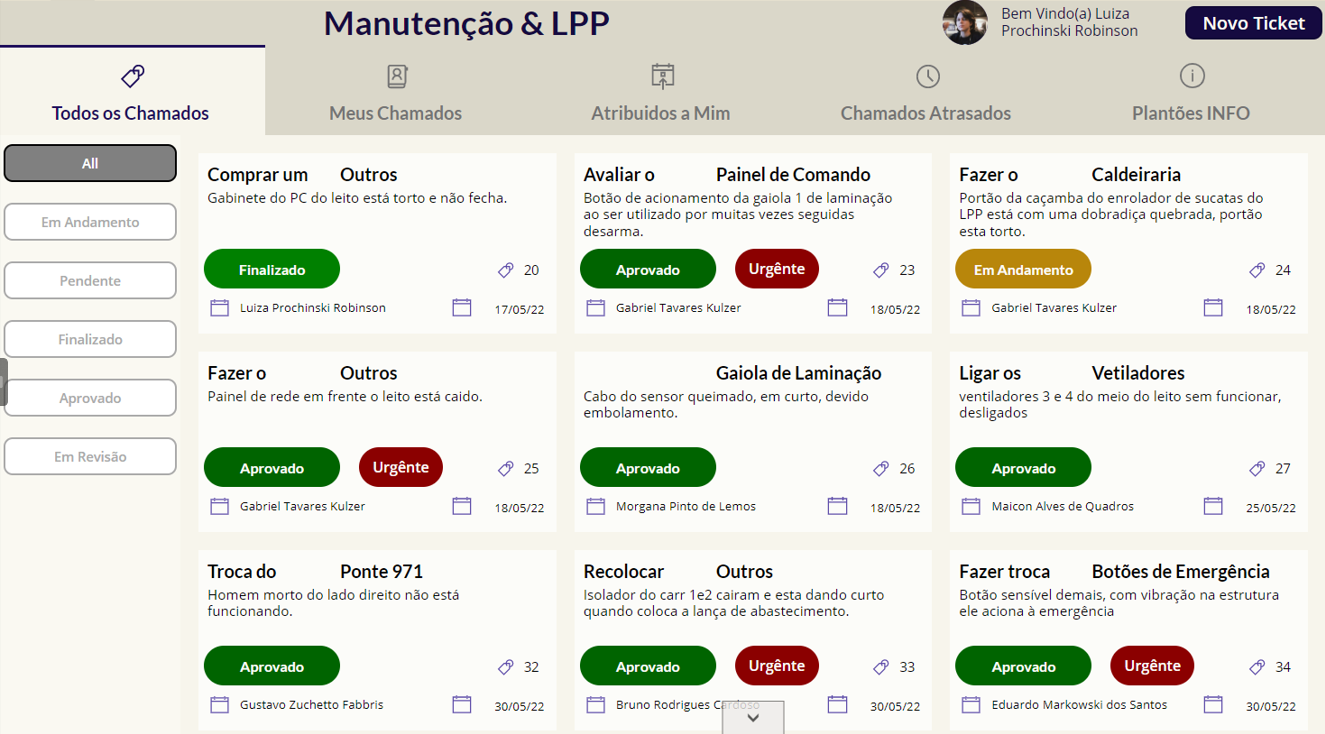 Manutenção & LPP
Bem Vindo(a) Luiza
Prochinski Robinson
Novo Ticket
Todos os Chamados
Meus Chamados
Atribuidos a Mim
Chamados Atrasados
Plantões INFO
All
Em Andamento
Pendente
Finalizado
Aprovado
Em Revisão
Comprar um Outros
Gabinete do PC do leito está torto e não fecha.
Finalizado 20
Luiza Prochinski Robinson 17/05/22
Avaliar o Painel de Comando
Botão de acionamento da gaiola 1 de laminação
ao ser utilizado por muitas vezes seguidas
desarma.
Aprovado Urgênte 23
Gabriel Tavares Kulzer 18/05/22
Fazer o Caldeiraria
Portão da caçamba do enrolador de sucatas do
LPP está com uma dobradiça quebrada, portão
esta torto.
Em Andamento 24
Gabriel Tavares Kulzer 18/05/22
Fazer o Outros
Painel de rede em frente o leito está caido.
Aprovado Urgênte 25
Gabriel Tavares Kulzer 18/05/22
Gaiola de Laminação
Cabo do sensor queimado, em curto, devido
embolamento.
Aprovado 26
Morgana Pinto de Lemos 18/05/22
Ligar os Vetiladores
ventiladores 3 e 4 do meio do leito sem funcionar,
desligados
Aprovado 27
Maicon Alves de Quadros 25/05/22
Troca do Ponte 971
Homem morto do lado direito não está
funcionando.
Aprovado 32
Gustavo Zuchetto Fabbris 30/05/22
Recolocar Outros
Isolador do carr 1e2 cairam e esta dando curto
quando coloca a lança de abastecimento.
Aprovado Urgênte 33
Bruno Rodrigues Cardoso 30/05/22
Fazer troca Botões de Emergência
Botão sensível demais, com vibração na estrutura
ele aciona à emergência
Aprovado Urgênte 34
Eduardo Markowski dos Santos 30/05/22